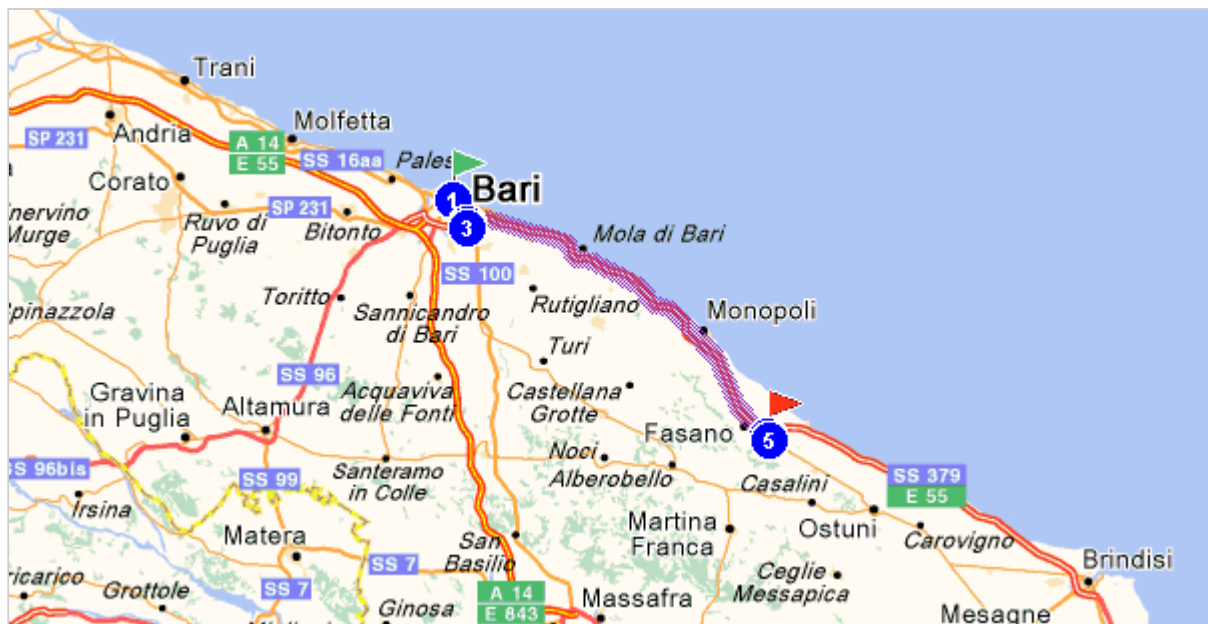 Trani
Molfetta
Andria
SP 231
A 14
E 55
SS 16aa
Pales
Corato
1
Bari
nervino
Murge
Ruvo di
Puglia
SP 231
Bitonto
3
Mola di Bari
SS 100
Toritto
Sannicandro
di Bari
Rutigliano
pinazzola
Monopoli
Turi
SS 96
Gravina
in Puglia
Altamura
Acquaviva
delle Fonti
Castellana
Grotte
Fasano
5
SS 96bis
SS 99
Santeramo
in Colle
Noci
Alberobello
SS 379
E 55
Casalini
Irsina
Matera
Martina
Franca
Ostuni
Carovigno
San
Basilio
SS 7
Brindisi
ricarico
Grottole
SS 7
Ceglie
Messapica
A 14
E 843
Ginosa
Massafra
Mesagne